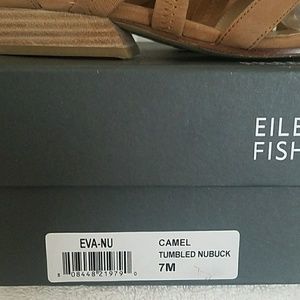 EILE
FISH
EVA-NU
CAMEL
TUMBLED NUBUCK
7M
8 08448 21979 0